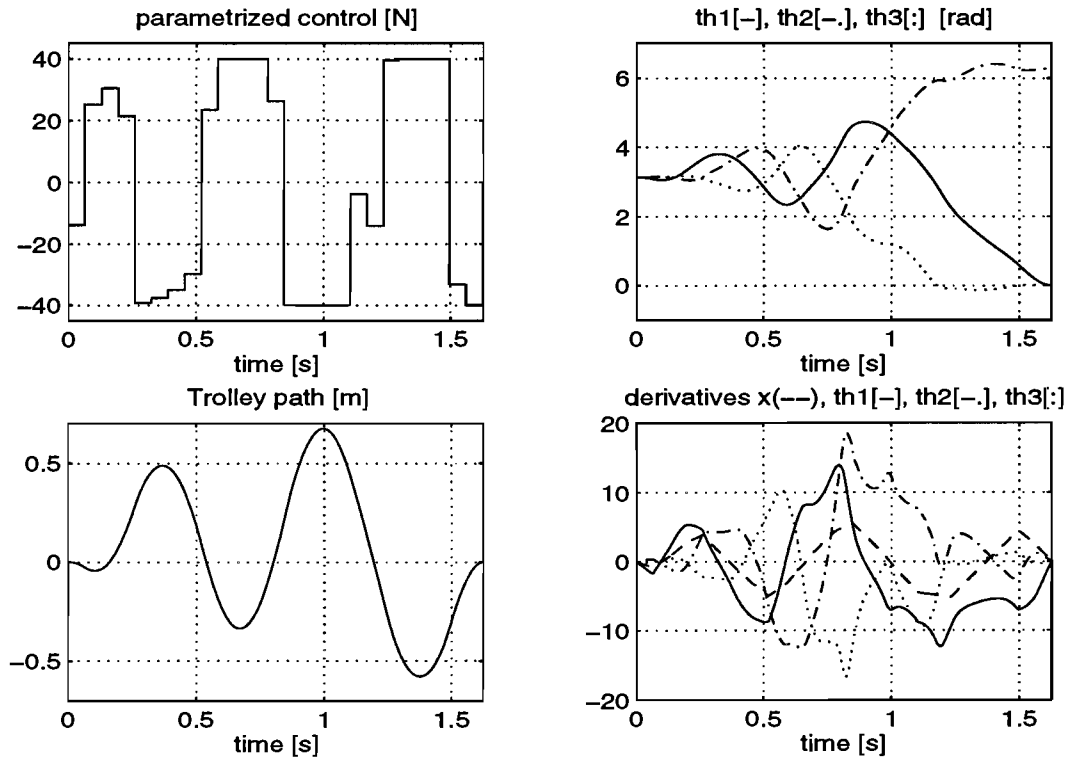 parametrized control [N]
40
20
0
−20
−40
0 0.5 1 1.5
time [s]
th1[−], th2[−.], th3[:] [rad]
6
4
2
0
0 0.5 1 1.5
time [s]
Trolley path [m]
0.5
0
−0.5
0 0.5 1 1.5
time [s]
derivatives x(−−), th1[−], th2[−.], th3[:]
20
10
0
−10
−20
0 0.5 1 1.5
time [s]